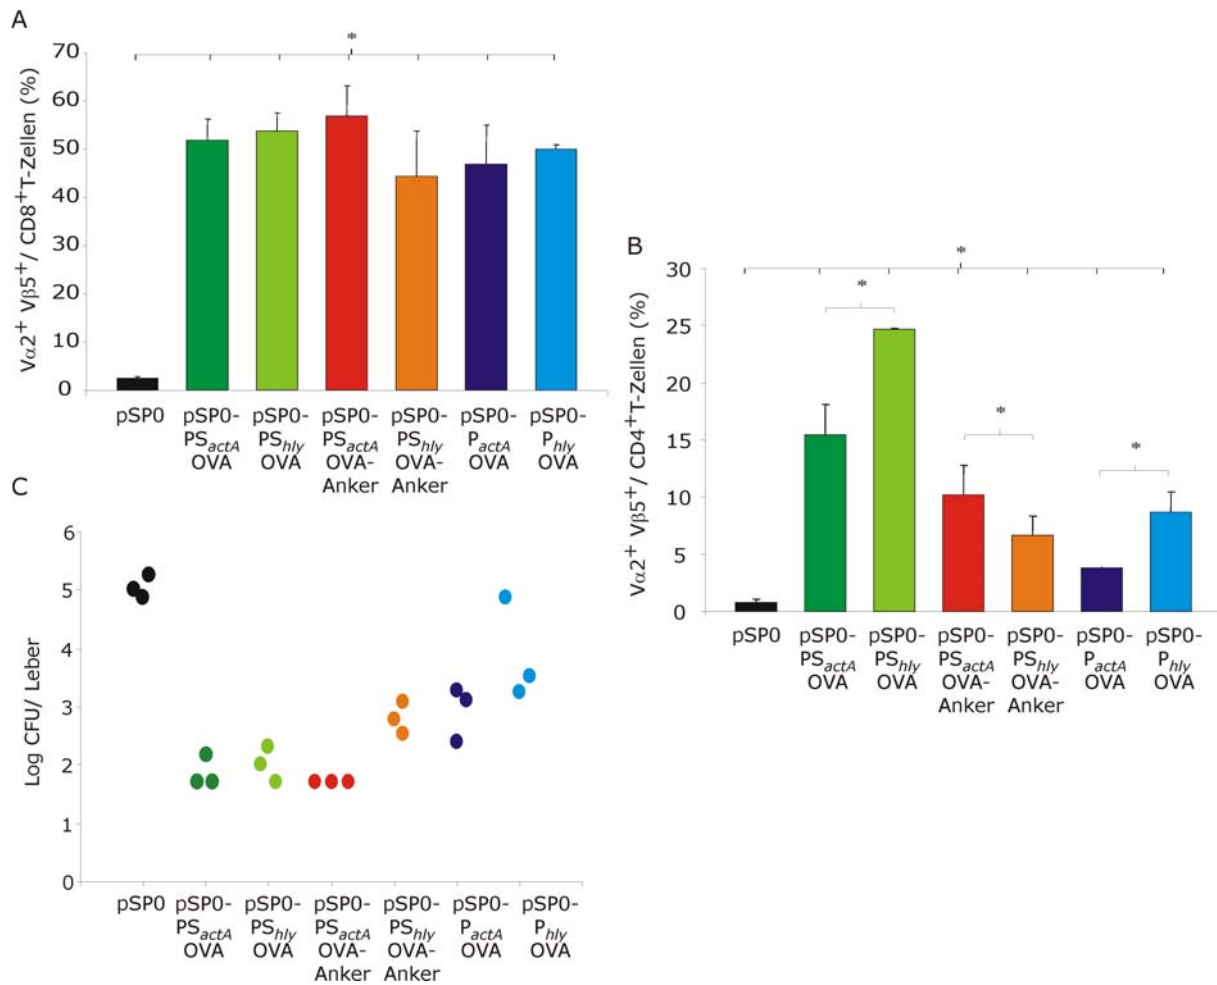 A
Vα2⁺ Vβ5⁺/ CD8⁺T-Zellen (%)
70
60
50
40
30
20
10
0
*
pSP0
pSP0-
PSactA
OVA
pSP0-
PShly
OVA
pSP0-
PSactA
OVA-
Anker
pSP0-
PShly
OVA-
Anker
pSP0-
PactA
OVA
pSP0-
Phly
OVA
B
Vα2⁺ Vβ5⁺/ CD4⁺T-Zellen (%)
30
25
20
15
10
5
0
*
*
*
*
pSP0
pSP0-
PSactA
OVA
pSP0-
PShly
OVA
pSP0-
PSactA
OVA-
Anker
pSP0-
PShly
OVA-
Anker
pSP0-
PactA
OVA
pSP0-
Phly
OVA
C
Log CFU/ Leber
6
5
4
3
2
1
0
pSP0
pSP0-
PSactA
OVA
pSP0-
PShly
OVA
pSP0-
PSactA
OVA-
Anker
pSP0-
PShly
OVA-
Anker
pSP0-
PactA
OVA
pSP0-
Phly
OVA